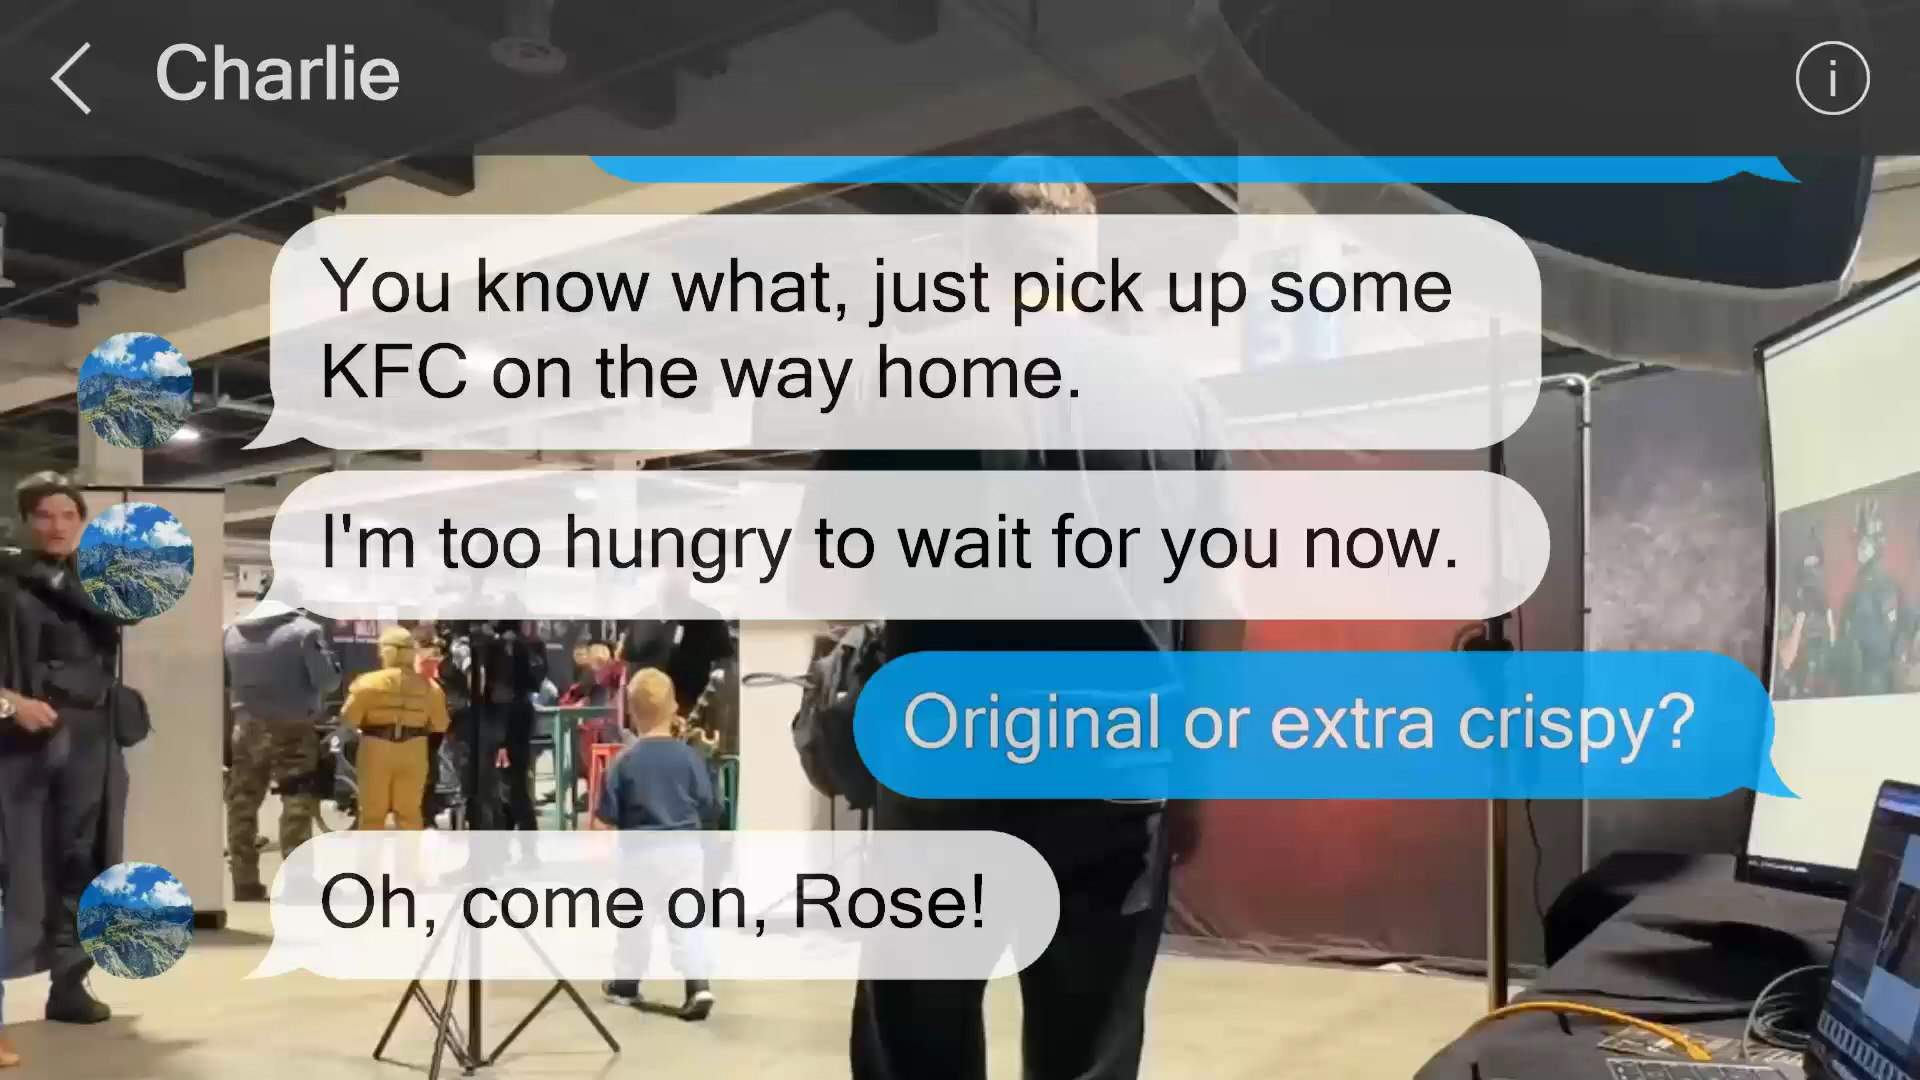 Charlie
You know what, just pick up some
KFC on the way home.
I'm too hungry to wait for you now.
Original or extra crispy?
Oh, come on, Rose!